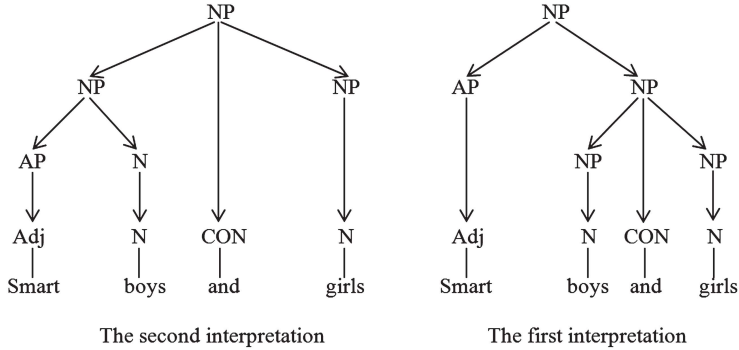 NP NP
NP NP AP NP
AP N NP NP
Adj N CON N Adj N CON N
Smart boys and girls Smart boys and girls
The second interpretation The first interpretation